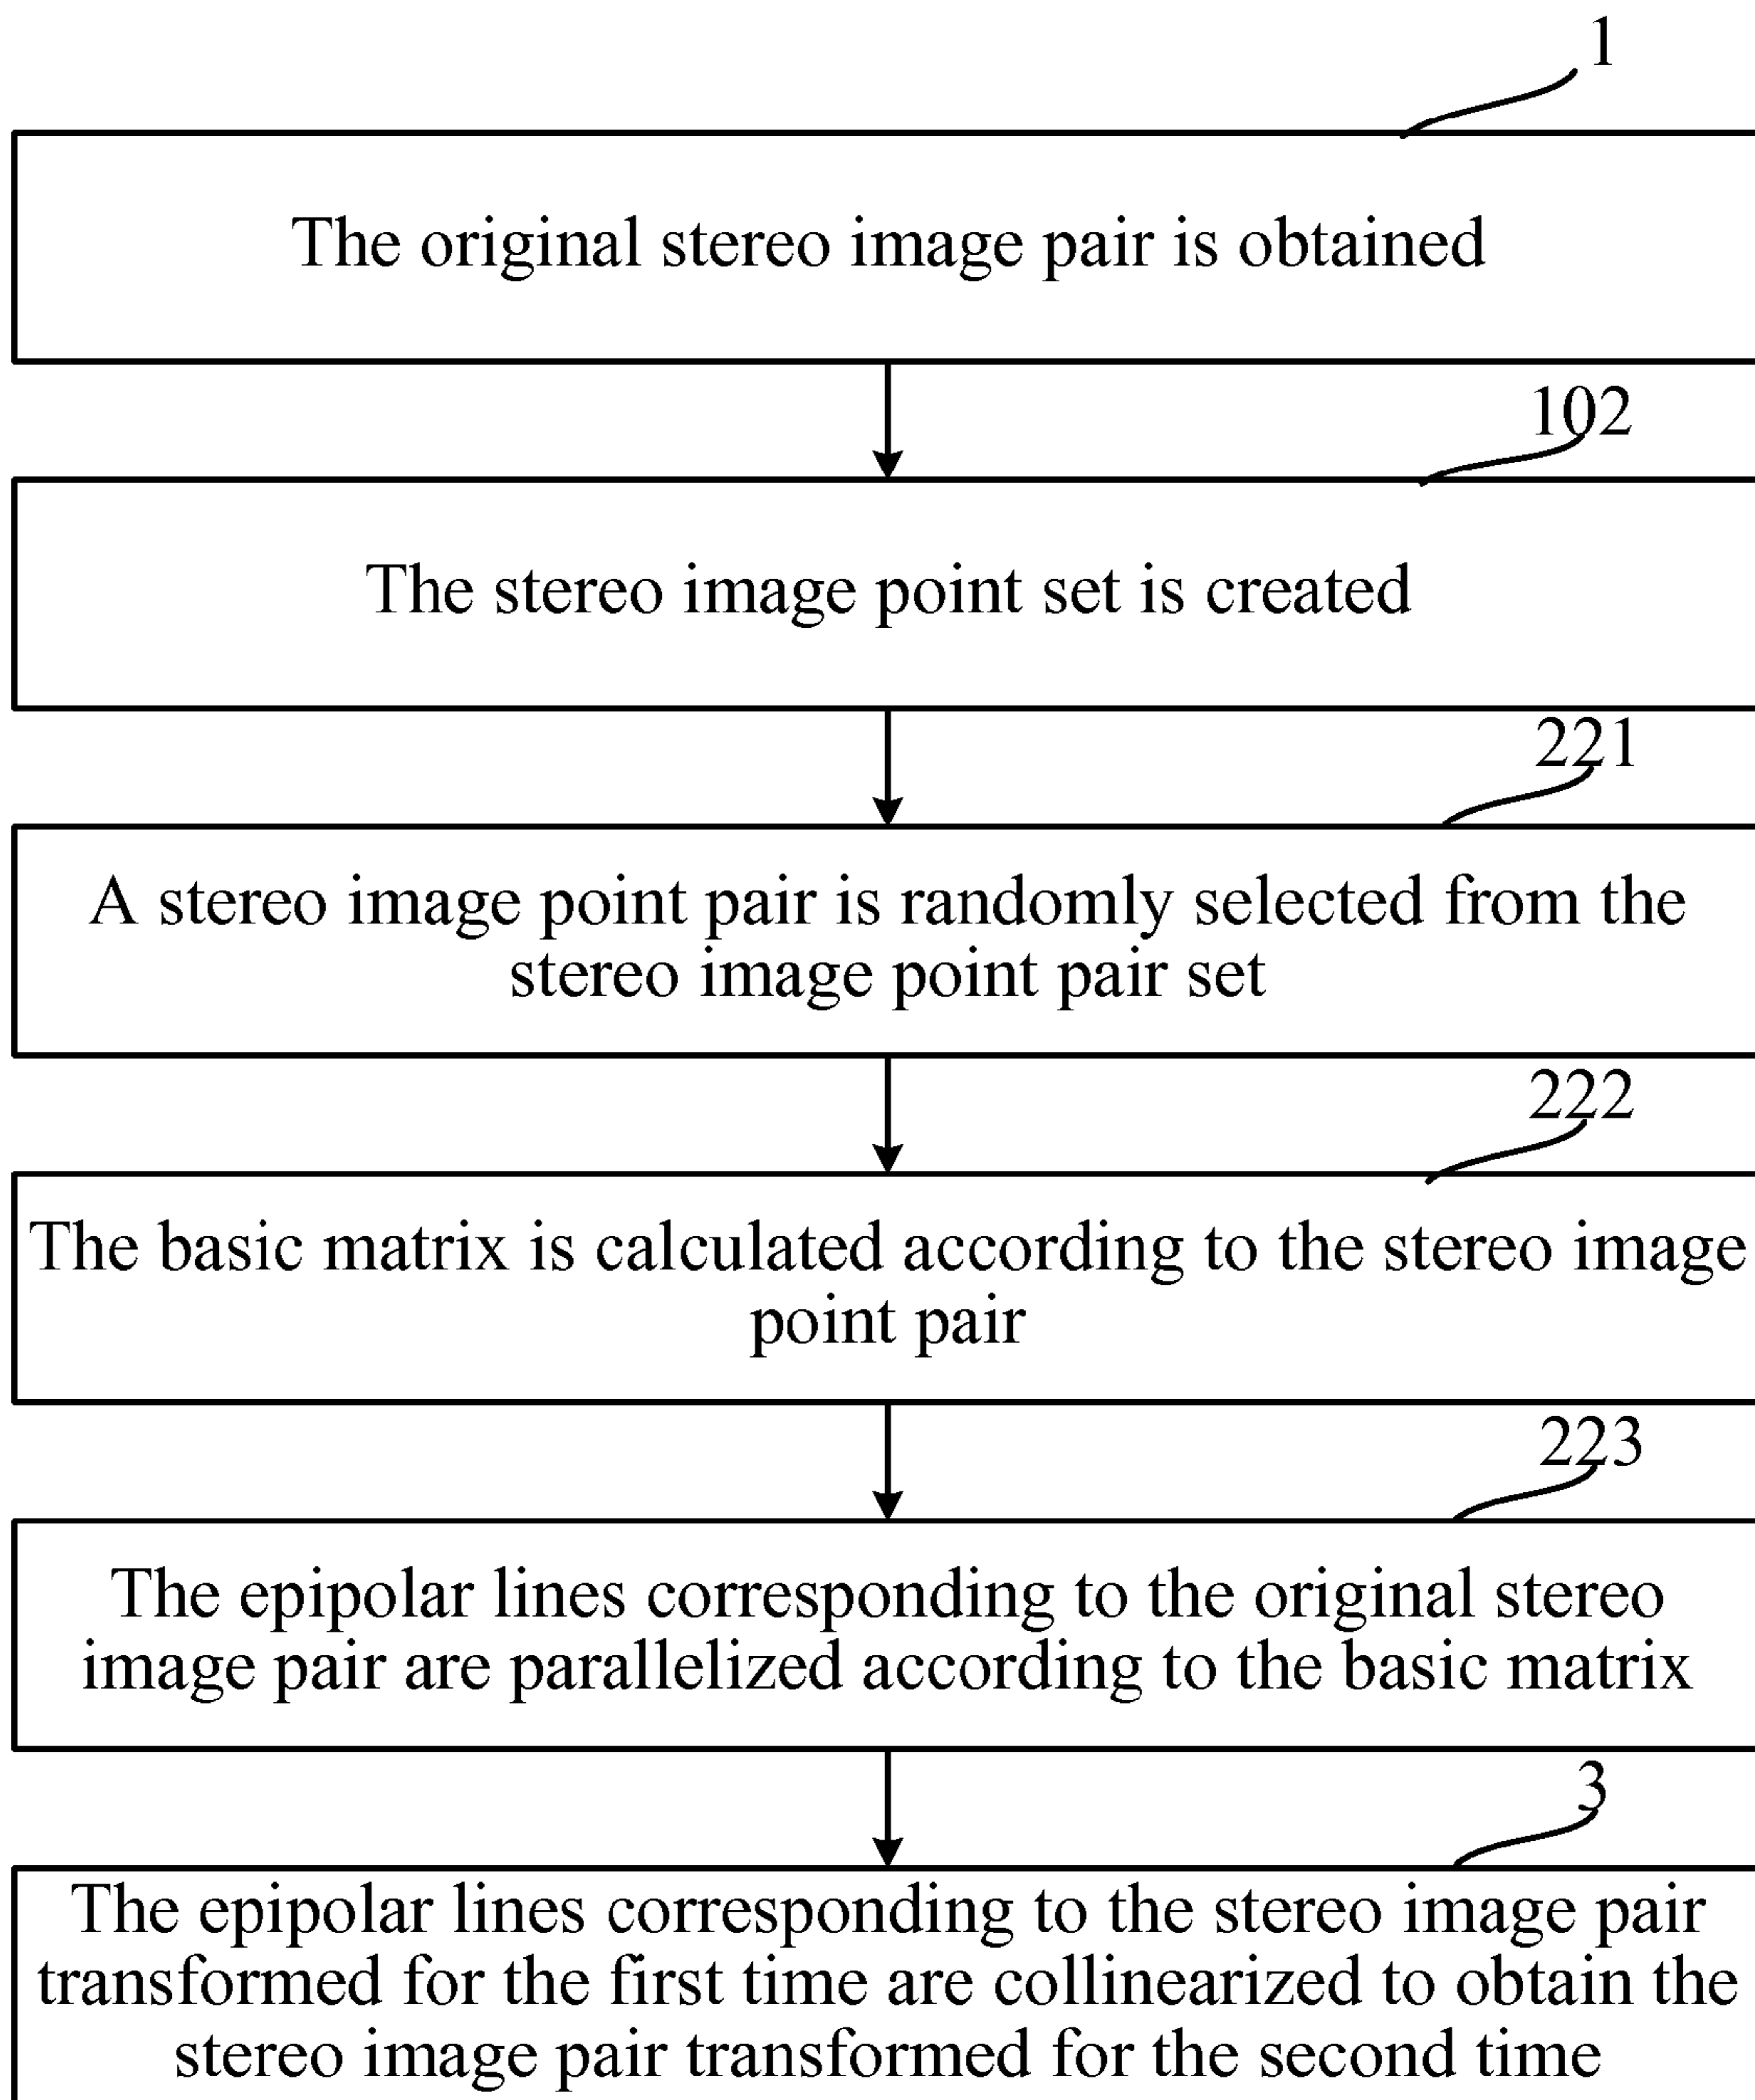 1
The original stereo image pair is obtained
102
The stereo image point set is created
221
A stereo image point pair is randomly selected from the
stereo image point pair set
222
The basic matrix is calculated according to the stereo image
point pair
223
The epipolar lines corresponding to the original stereo
image pair are parallelized according to the basic matrix
3
The epipolar lines corresponding to the stereo image pair
transformed for the first time are collinearized to obtain the
stereo image pair transformed for the second time